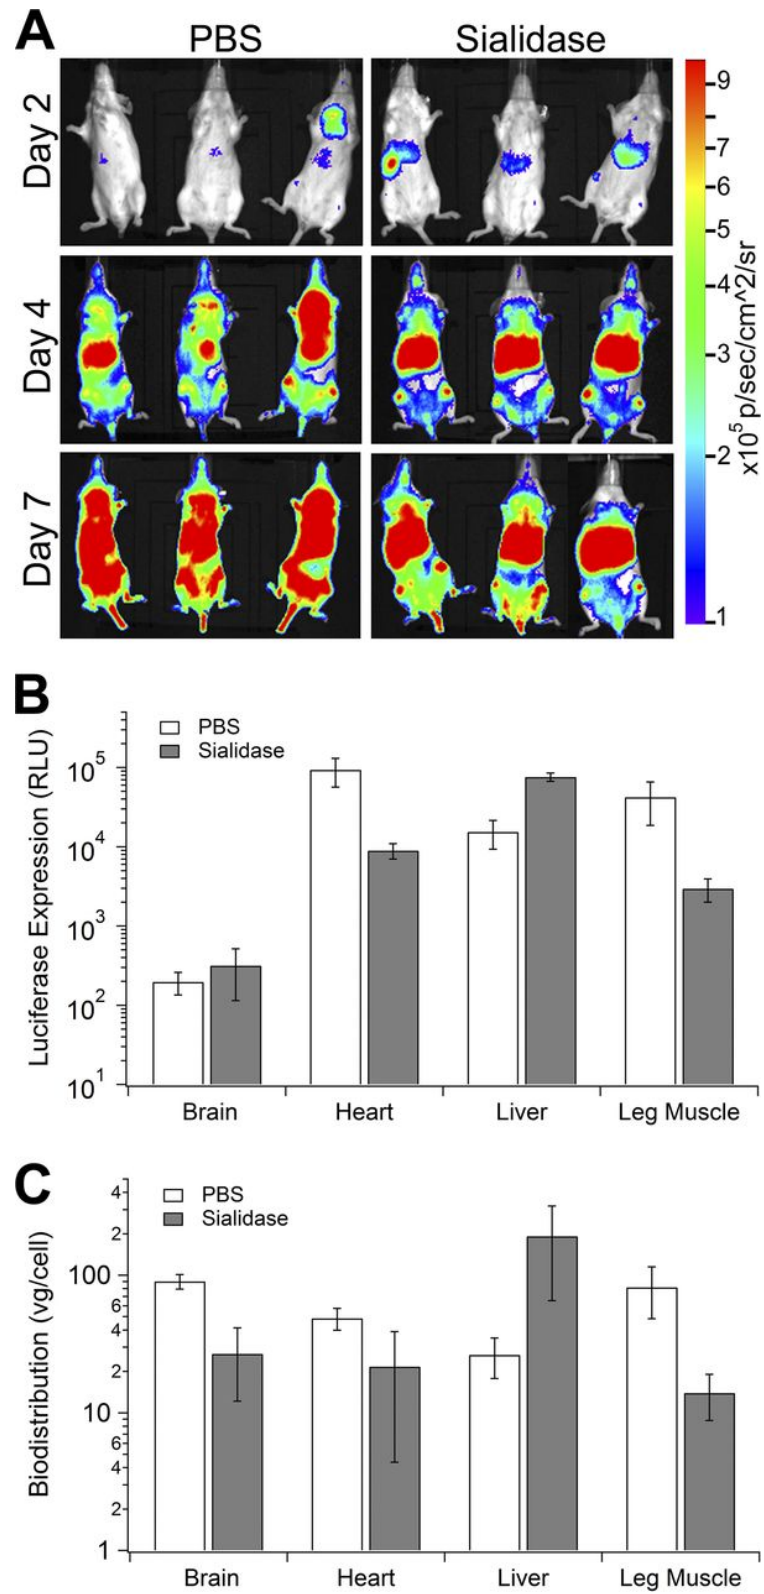 A
PBS
Sialidase
Day 2
Day 4
Day 7
9
7
6
5
4
3
2
1
x10^5 p/sec/cm^2/sr
B
PBS
Sialidase
Luciferase Expression (RLU)
10^5
10^4
10^3
10^2
10^1
Brain
Heart
Liver
Leg Muscle
C
PBS
Sialidase
Biodistribution (vg/cell)
4
2
100
6
4
2
10
6
4
2
1
Brain
Heart
Liver
Leg Muscle